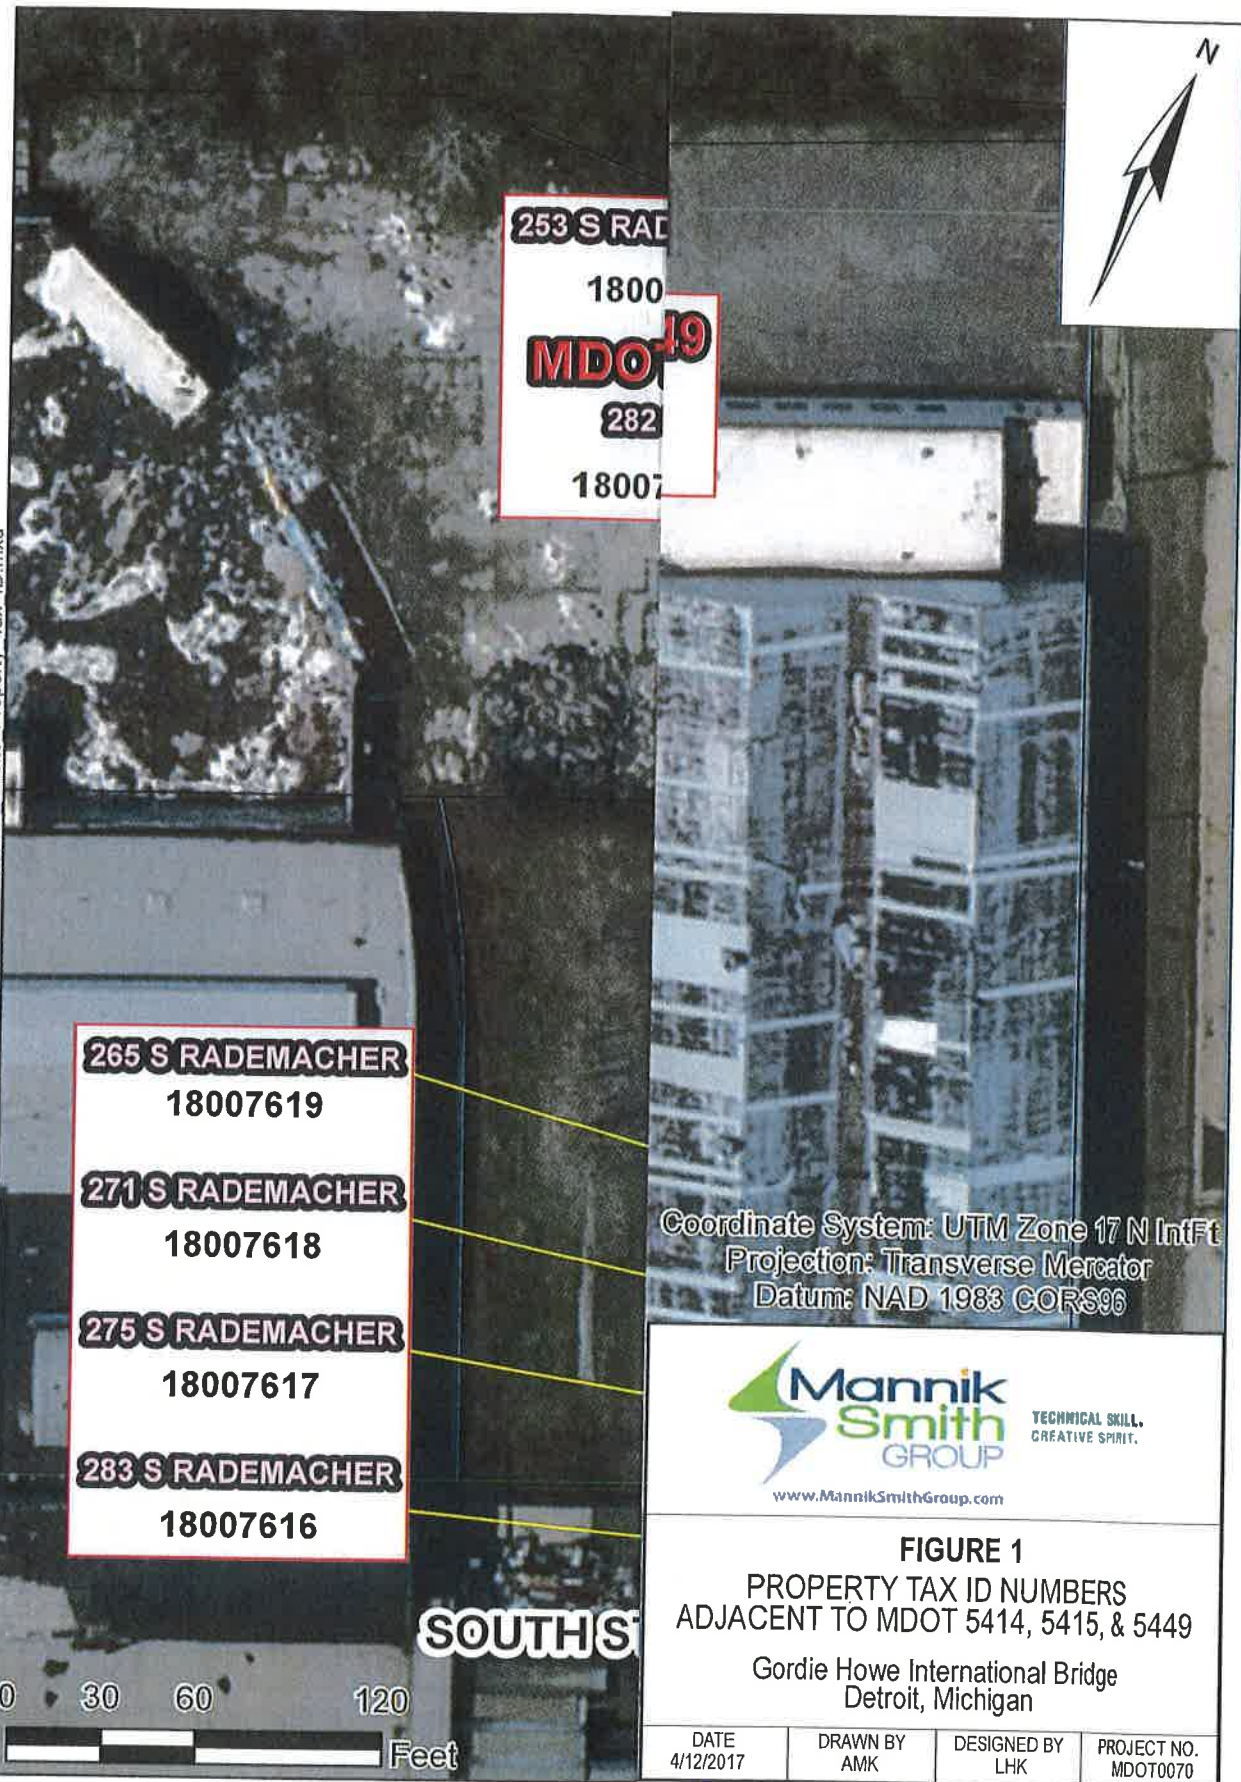 N
253 S RAD
1800
MDOT49
282
18007
265 S RADEMACHER
18007619
271 S RADEMACHER
18007618
275 S RADEMACHER
18007617
283 S RADEMACHER
18007616
SOUTH S
0 30 60 120
Feet
Coordinate System: UTM Zone 17 N IntFt
Projection: Transverse Mercator
Datum: NAD 1983 CORS96
Mannik
Smith
GROUP
TECHNICAL SKILL.
CREATIVE SPIRIT.
www.MannikSmithGroup.com
FIGURE 1
PROPERTY TAX ID NUMBERS
ADJACENT TO MDOT 5414, 5415, & 5449
Gordie Howe International Bridge
Detroit, Michigan
DATE
4/12/2017
DRAWN BY
AMK
DESIGNED BY
LHK
PROJECT NO.
MDOT0070